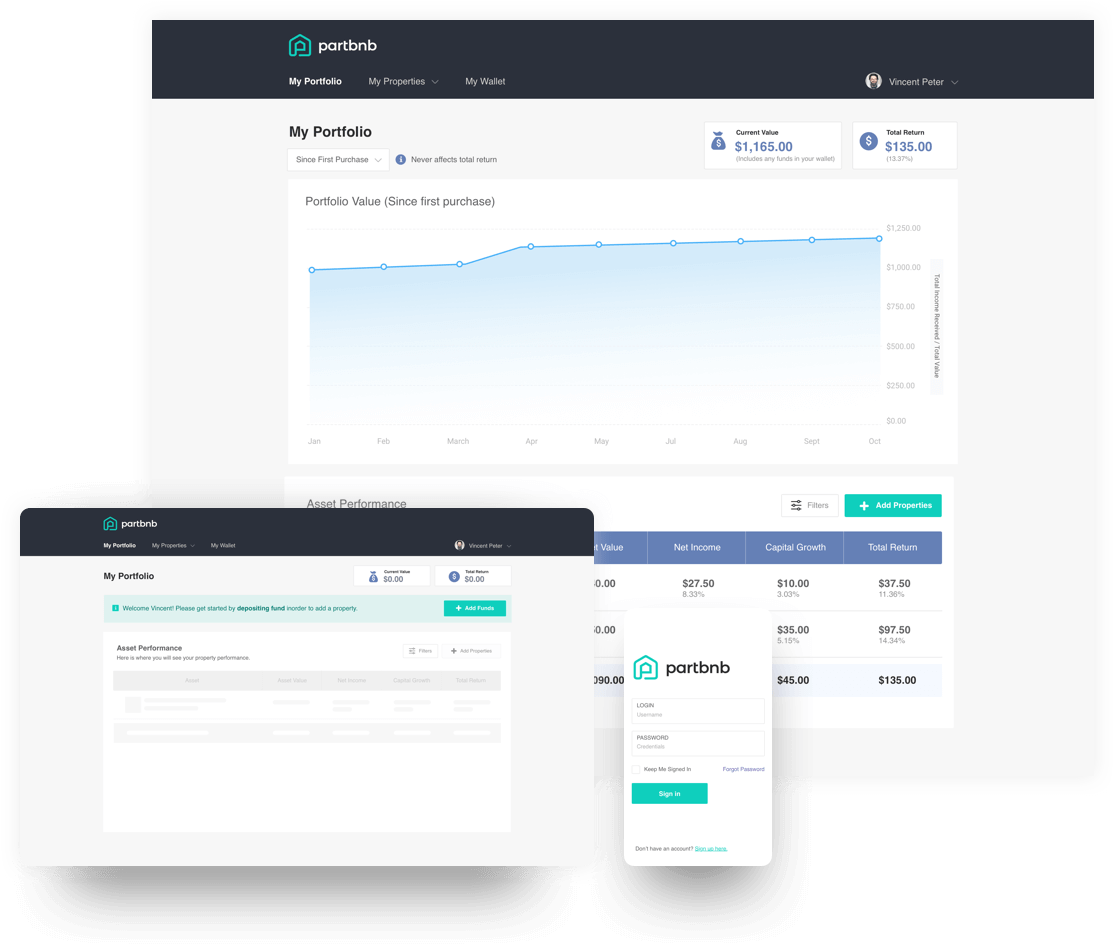 partbnb
My Portfolio My Properties My Wallet Vincent Peter
My Portfolio
Current Value
$1,165.00
(Includes any funds in your wallet)
Total Return
$135.00
(13.37%)
Since First Purchase
Never affects total return
Portfolio Value (Since first purchase)
$1,250.00
$1,000.00
$750.00
$500.00
$250.00
$0.00
Total Income Received / Total Value
Jan Feb March Apr May Jul Aug Sept Oct
Asset Performance
Filters
Add Properties
Value Net Income Capital Growth Total Return
0.00 $27.50 $10.00 $37.50
8.33% 3.03% 11.36%
0.00 $35.00 $97.50
5.15% 14.34%
090.00 $45.00 $135.00
partbnb
My Portfolio My Properties My Wallet Vincent Peter
My Portfolio
Current Value
$0.00
Total Return
$0.00
Welcome Vincent! Please get started by depositing fund inorder to add a property.
Add Funds
Asset Performance
Here is where you will see your property performance.
Filters
Add Properties
Asset Asset Value Net Income Capital Growth Total Return
partbnb
LOGIN
Username
PASSWORD
Credentials
Keep Me Signed In
Forgot Password
Sign in
Don't have an account? Sign up here.